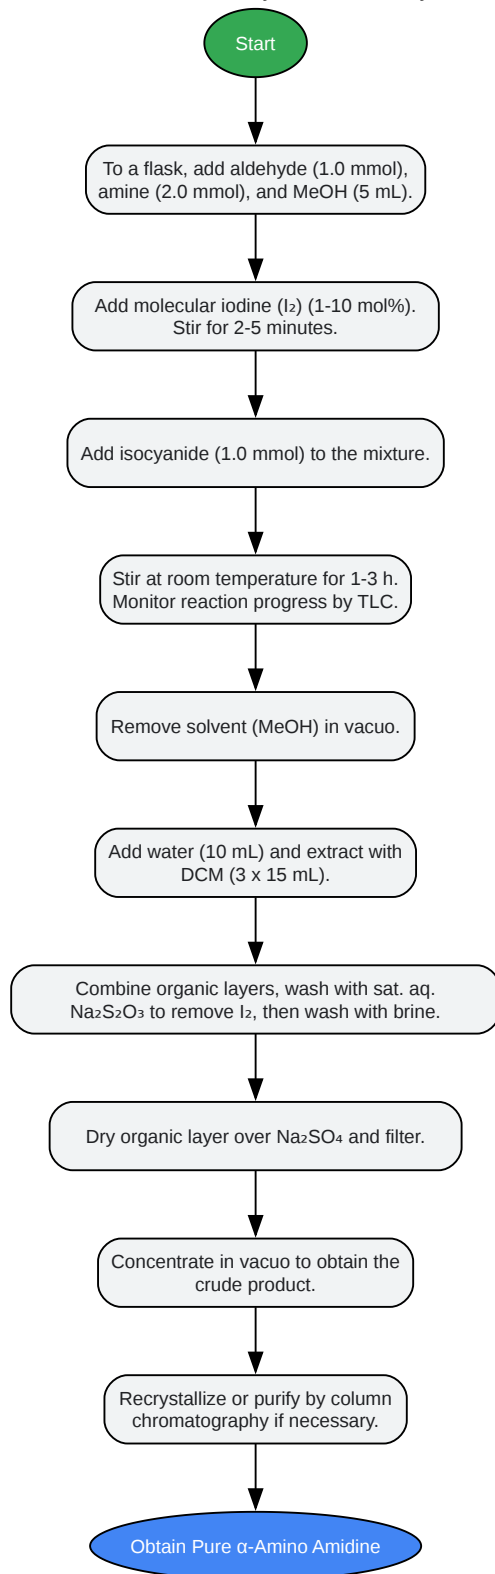 Start
To a flask, add aldehyde (1.0 mmol),
amine (2.0 mmol), and MeOH (5 mL).
Add molecular iodine (I₂) (1-10 mol%).
Stir for 2-5 minutes.
Add isocyanide (1.0 mmol) to the mixture.
Stir at room temperature for 1-3 h.
Monitor reaction progress by TLC.
Remove solvent (MeOH) in vacuo.
Add water (10 mL) and extract with
DCM (3 x 15 mL).
Combine organic layers, wash with sat. aq.
Na₂S₂O₃ to remove I₂, then wash with brine.
Dry organic layer over Na₂SO₄ and filter.
Concentrate in vacuo to obtain the
crude product.
Recrystallize or purify by column
chromatography if necessary.
Obtain Pure α-Amino Amidine